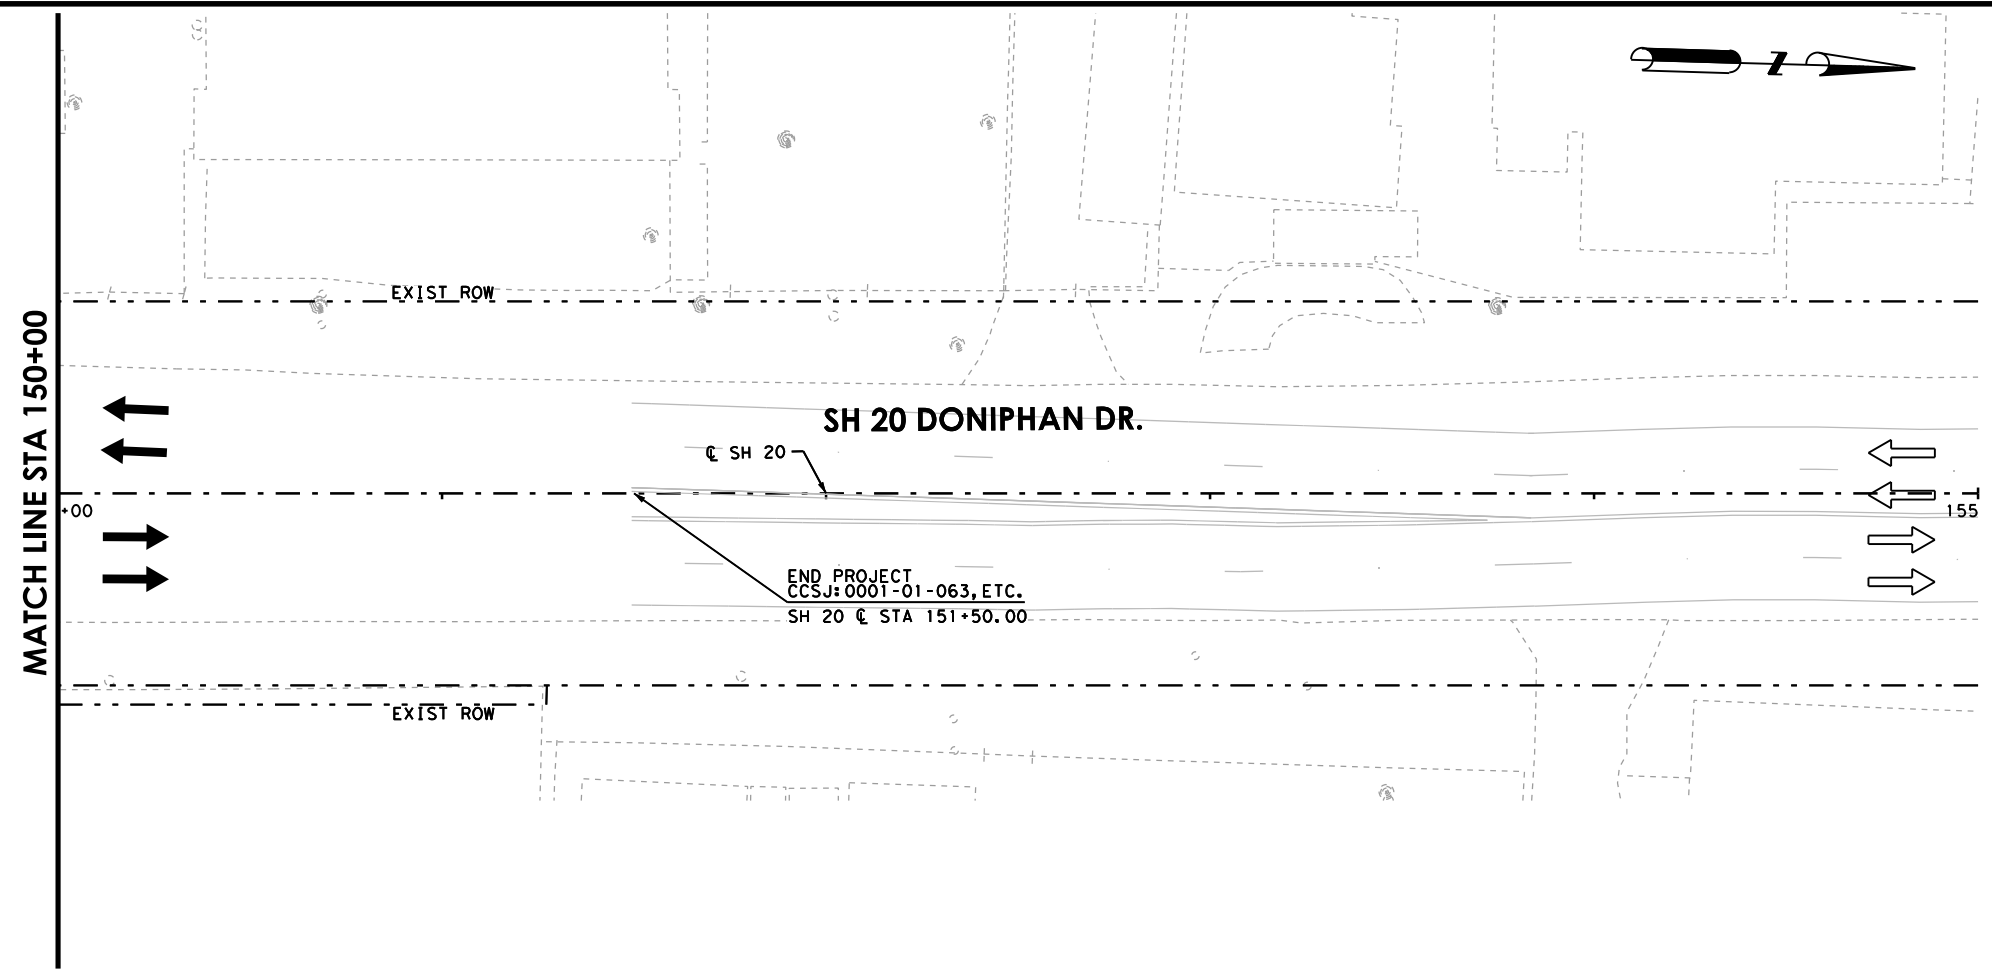 Z
EXIST ROW
MATCH LINE STA 150+00
SH 20 DONIPHAN DR.
℄ SH 20
+00
155
END PROJECT
CCSJ:0001-01-063,ETC.
SH 20 ℄ STA 151+50.00
EXIST ROW